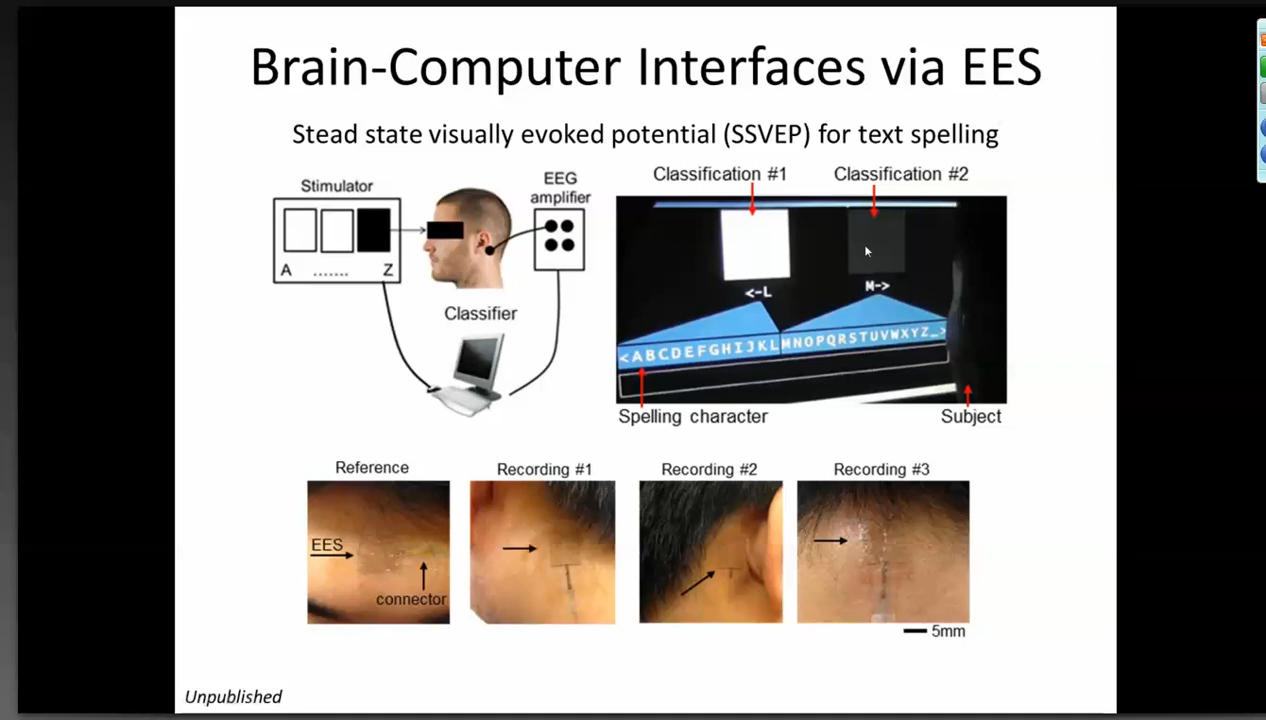 Brain-Computer Interfaces via EES
Stead state visually evoked potential (SSVEP) for text spelling
Stimulator
A ....... Z
EEG
amplifier
Classifier
Classification #1
Classification #2
<-L
M->
<ABCDEFGHIJKLMNOPQRSTUVWXYZ_>
Spelling character
Subject
Reference
EES
connector
Recording #1
Recording #2
Recording #3
5mm
Unpublished